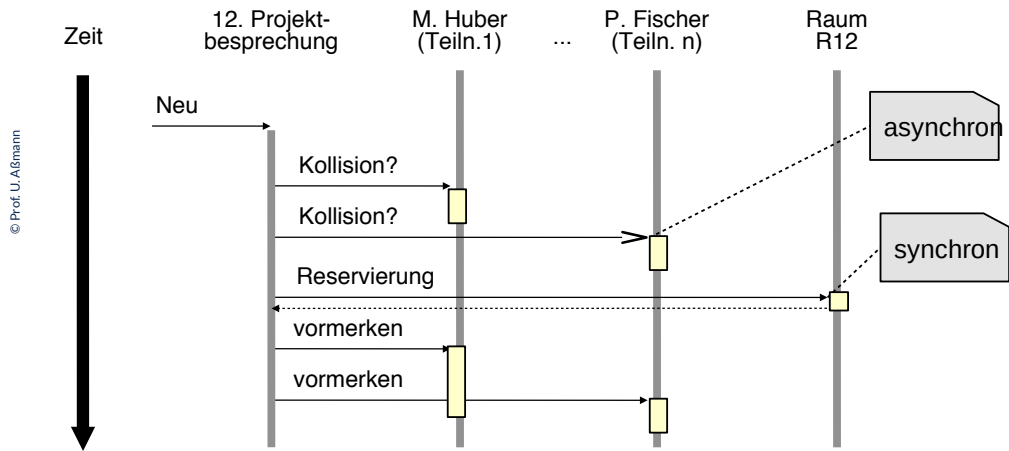 Zeit
12. Projekt-
besprechung
M. Huber
(Teiln.1)
...
P. Fischer
(Teiln. n)
Raum
R12
Neu
asynchron
Kollision?
Kollision?
synchron
Reservierung
vormerken
vormerken
© Prof. U. Aßmann